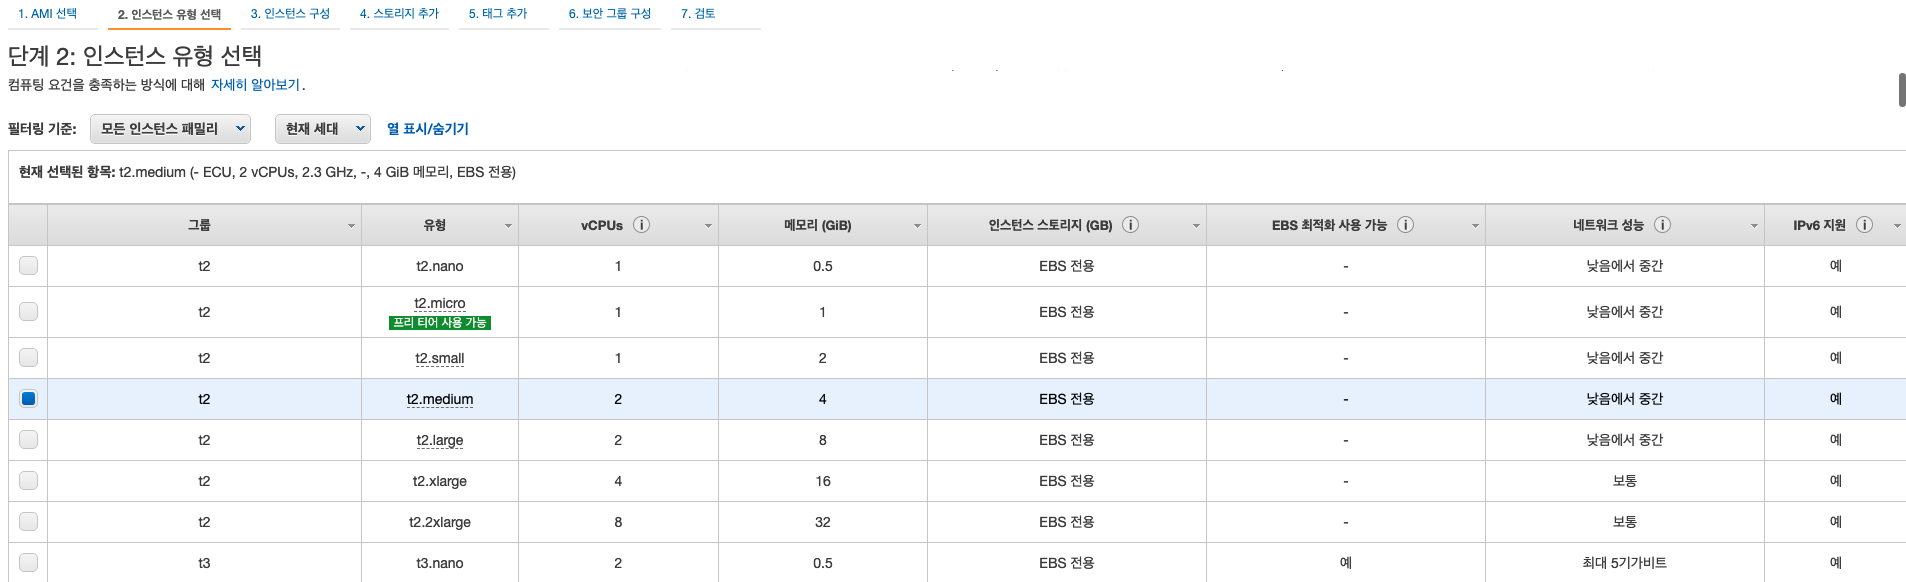 1. AMI 선택 2. 인스턴스 유형 선택 3. 인스턴스 구성 4. 스토리지 추가 5. 태그 추가 6. 보안 그룹 구성 7. 검토
단계 2: 인스턴스 유형 선택
컴퓨팅 요건을 충족하는 방식에 대해 자세히 알아보기.
필터링 기준: 모든 인스턴스 패밀리 현재 세대 열 표시/숨기기
현재 선택된 항목: t2.medium (- ECU, 2 vCPUs, 2.3 GHz, -, 4 GiB 메모리, EBS 전용)
그룹 유형 vCPUs i 메모리 (GiB) 인스턴스 스토리지 (GB) i EBS 최적화 사용 가능 i 네트워크 성능 i IPv6 지원 i
t2 t2.nano 1 0.5 EBS 전용 - 낮음에서 중간 예
t2 t2.micro 1 1 EBS 전용 - 낮음에서 중간 예
프리 티어 사용 가능
t2 t2.small 1 2 EBS 전용 - 낮음에서 중간 예
t2 t2.medium 2 4 EBS 전용 - 낮음에서 중간 예
t2 t2.large 2 8 EBS 전용 - 낮음에서 중간 예
t2 t2.xlarge 4 16 EBS 전용 - 보통 예
t2 t2.2xlarge 8 32 EBS 전용 - 보통 예
t3 t3.nano 2 0.5 EBS 전용 예 최대 5기가비트 예